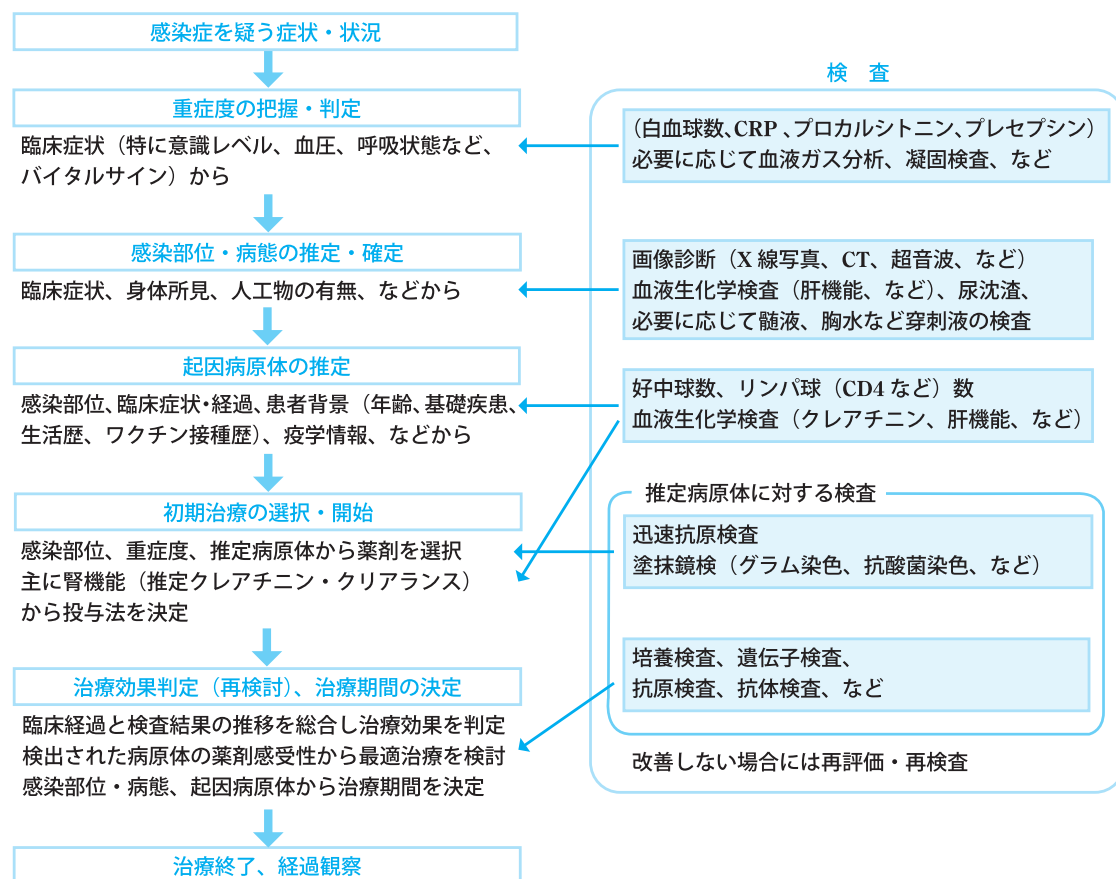 感染症を疑う症状・状況
重症度の把握・判定
臨床症状（特に意識レベル、血圧、呼吸状態など、
バイタルサイン）から
感染部位・病態の推定・確定
臨床症状、身体所見、人工物の有無、などから
起因病原体の推定
感染部位、臨床症状・経過、患者背景（年齢、基礎疾患、
生活歴、ワクチン接種歴）、疫学情報、などから
初期治療の選択・開始
感染部位、重症度、推定病原体から薬剤を選択
主に腎機能（推定クレアチニン・クリアランス）
から投与法を決定
治療効果判定（再検討）、治療期間の決定
臨床経過と検査結果の推移を総合し治療効果を判定
検出された病原体の薬剤感受性から最適治療を検討
感染部位・病態、起因病原体から治療期間を決定
治療終了、経過観察
検　査
（白血球数、CRP 、プロカルシトニン、プレセプシン）
必要に応じて血液ガス分析、凝固検査、など
画像診断（X 線写真、CT、超音波、など）
血液生化学検査（肝機能、など）、尿沈渣、
必要に応じて髄液、胸水など穿刺液の検査
好中球数、リンパ球（CD4 など）数
血液生化学検査（クレアチニン、肝機能、など）
推定病原体に対する検査
迅速抗原検査
塗抹鏡検（グラム染色、抗酸菌染色、など）
培養検査、遺伝子検査、
抗原検査、抗体検査、など
改善しない場合には再評価・再検査